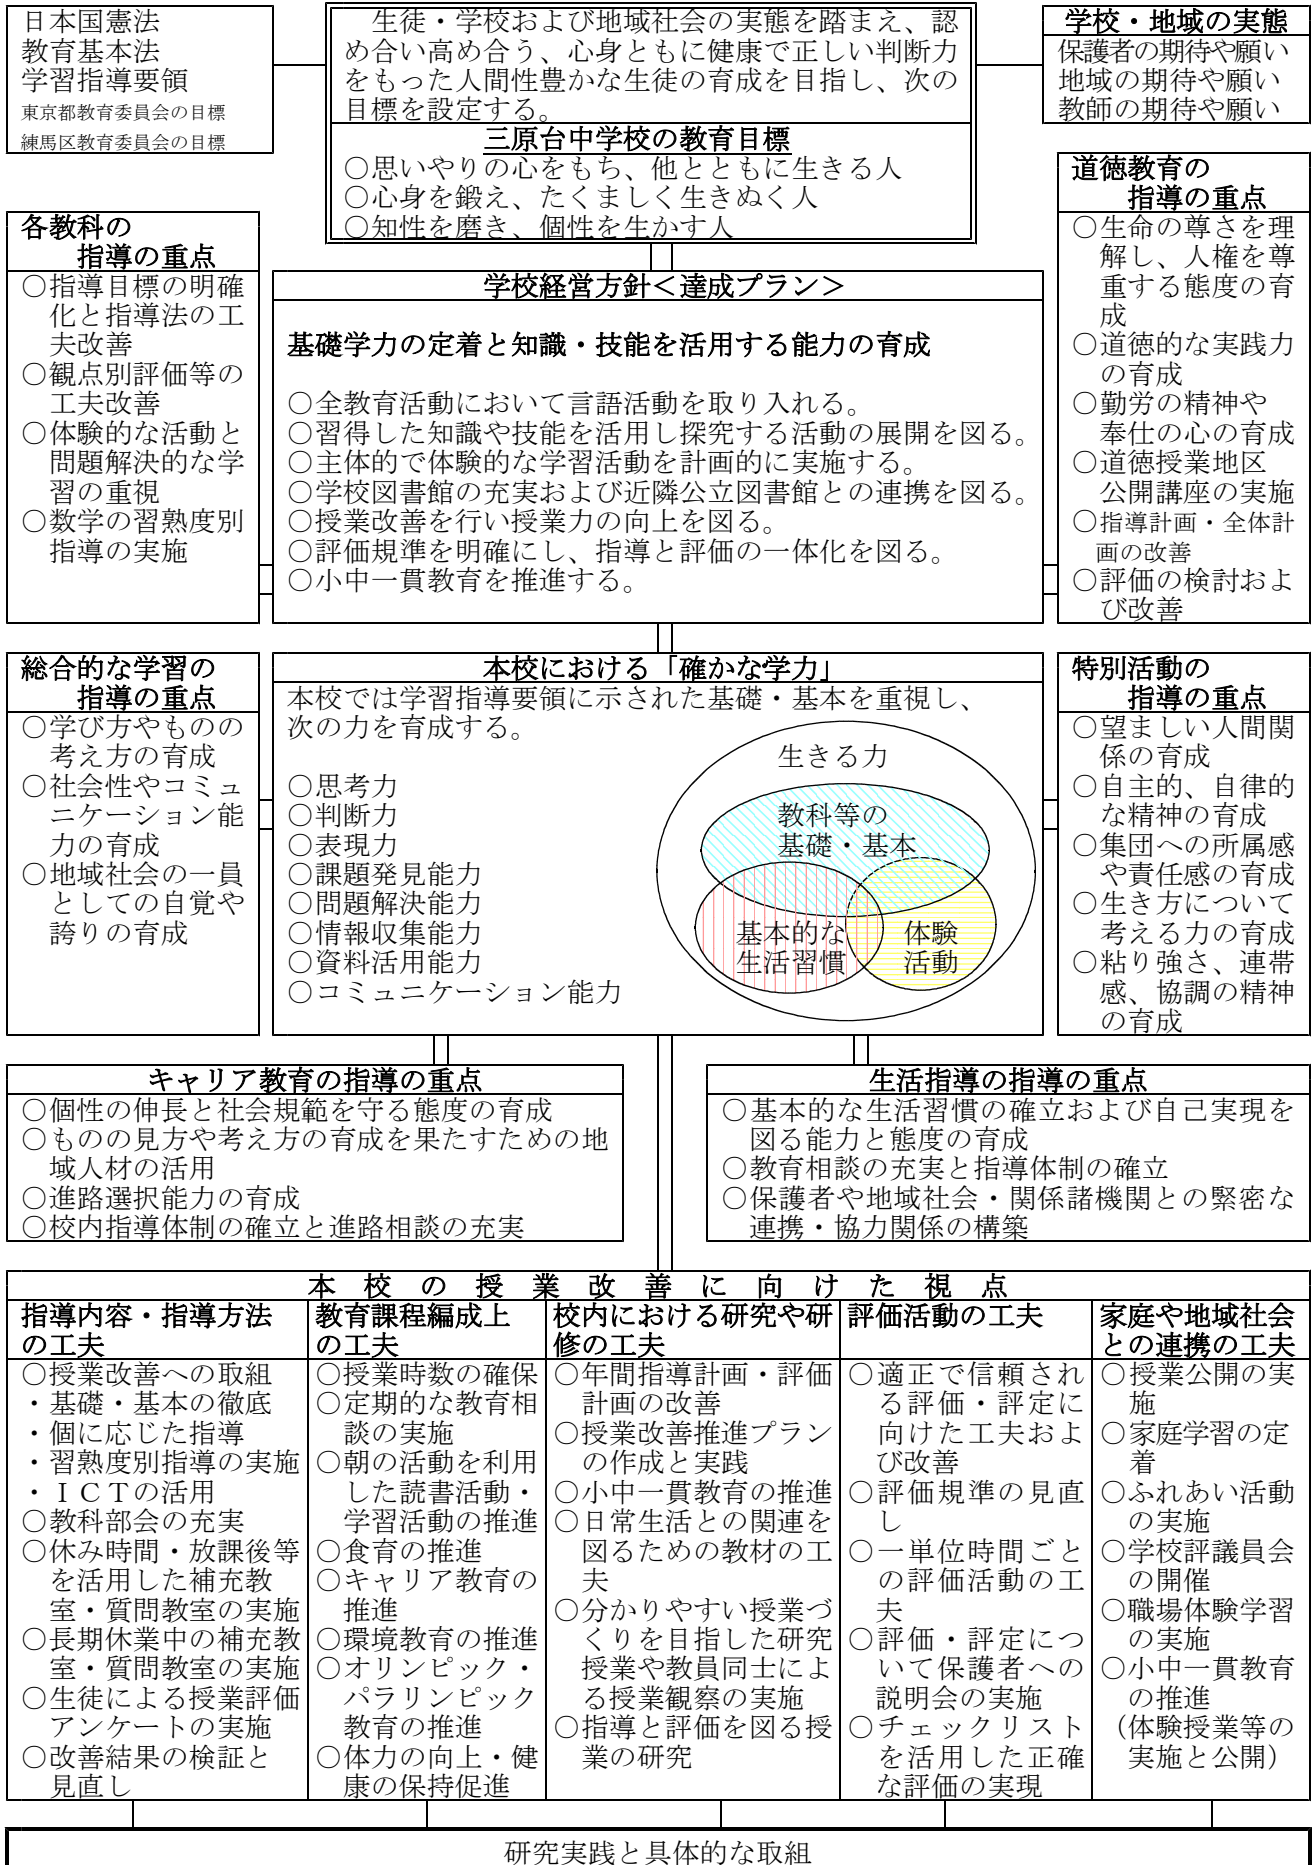 日本国憲法
教育基本法
学習指導要領
東京都教育委員会の目標
練馬区教育委員会の目標
　生徒・学校および地域社会の実態を踏まえ、認
め合い高め合う、心身ともに健康で正しい判断力
をもった人間性豊かな生徒の育成を目指し、次の
目標を設定する。
三原台中学校の教育目標
○思いやりの心をもち、他とともに生きる人
○心身を鍛え、たくましく生きぬく人
○知性を磨き、個性を生かす人
学校・地域の実態
保護者の期待や願い
地域の期待や願い
教師の期待や願い
各教科の
指導の重点
○指導目標の明確
化と指導法の工
夫改善
○観点別評価等の
工夫改善
○体験的な活動と
問題解決的な学
習の重視
○数学の習熟度別
指導の実施
学校経営方針＜達成プラン＞
基礎学力の定着と知識・技能を活用する能力の育成
○全教育活動において言語活動を取り入れる。
○習得した知識や技能を活用し探究する活動の展開を図る。
○主体的で体験的な学習活動を計画的に実施する。
○学校図書館の充実および近隣公立図書館との連携を図る。
○授業改善を行い授業力の向上を図る。
○評価規準を明確にし、指導と評価の一体化を図る。
○小中一貫教育を推進する。
道徳教育の
指導の重点
○生命の尊さを理
解し、人権を尊
重する態度の育
成
○道徳的な実践力
の育成
○勤労の精神や
奉仕の心の育成
○道徳授業地区
公開講座の実施
○指導計画・全体計
画の改善
○評価の検討およ
び改善
総合的な学習の
指導の重点
○学び方やものの
考え方の育成
○社会性やコミュ
ニケーション能
力の育成
○地域社会の一員
としての自覚や
誇りの育成
本校における「確かな学力」
本校では学習指導要領に示された基礎・基本を重視し、
次の力を育成する。
○思考力
○判断力
○表現力
○課題発見能力
○問題解決能力
○情報収集能力
○資料活用能力
○コミュニケーション能力
生きる力
教科等の
基礎・基本
基本的な
生活習慣
体験
活動
特別活動の
指導の重点
○望ましい人間関
係の育成
○自主的、自律的
な精神の育成
○集団への所属感
や責任感の育成
○生き方について
考える力の育成
○粘り強さ、連帯
感、協調の精神
の育成
キャリア教育の指導の重点
○個性の伸長と社会規範を守る態度の育成
○ものの見方や考え方の育成を果たすための地
域人材の活用
○進路選択能力の育成
○校内指導体制の確立と進路相談の充実
生活指導の指導の重点
○基本的な生活習慣の確立および自己実現を
図る能力と態度の育成
○教育相談の充実と指導体制の確立
○保護者や地域社会・関係諸機関との緊密な
連携・協力関係の構築
本校の授業改善に向けた視点
指導内容・指導方法
の工夫
○授業改善への取組
・基礎・基本の徹底
・個に応じた指導
・習熟度別指導の実施
・ＩＣＴの活用
○教科部会の充実
○休み時間・放課後等
を活用した補充教
室・質問教室の実施
○長期休業中の補充教
室・質問教室の実施
○生徒による授業評価
アンケートの実施
○改善結果の検証と
見直し
教育課程編成上
の工夫
○授業時数の確保
○定期的な教育相
談の実施
○朝の活動を利用
した読書活動・
学習活動の推進
○食育の推進
○キャリア教育の
推進
○環境教育の推進
○オリンピック・
パラリンピック
教育の推進
○体力の向上・健
康の保持促進
校内における研究や研
修の工夫
○年間指導計画・評価
計画の改善
○授業改善推進プラン
の作成と実践
○小中一貫教育の推進
○日常生活との関連を
図るための教材の工
夫
○分かりやすい授業づ
くりを目指した研究
授業や教員同士によ
る授業観察の実施
○指導と評価を図る授
業の研究
評価活動の工夫
○適正で信頼され
る評価・評定に
向けた工夫およ
び改善
○評価規準の見直
し
○一単位時間ごと
の評価活動の工
夫
○評価・評定につ
いて保護者への
説明会の実施
○チェックリスト
を活用した正確
な評価の実現
家庭や地域社会
との連携の工夫
○授業公開の実
施
○家庭学習の定
着
○ふれあい活動
の実施
○学校評議員会
の開催
○職場体験学習
の実施
○小中一貫教育
の推進
（体験授業等の
実施と公開）
研究実践と具体的な取組